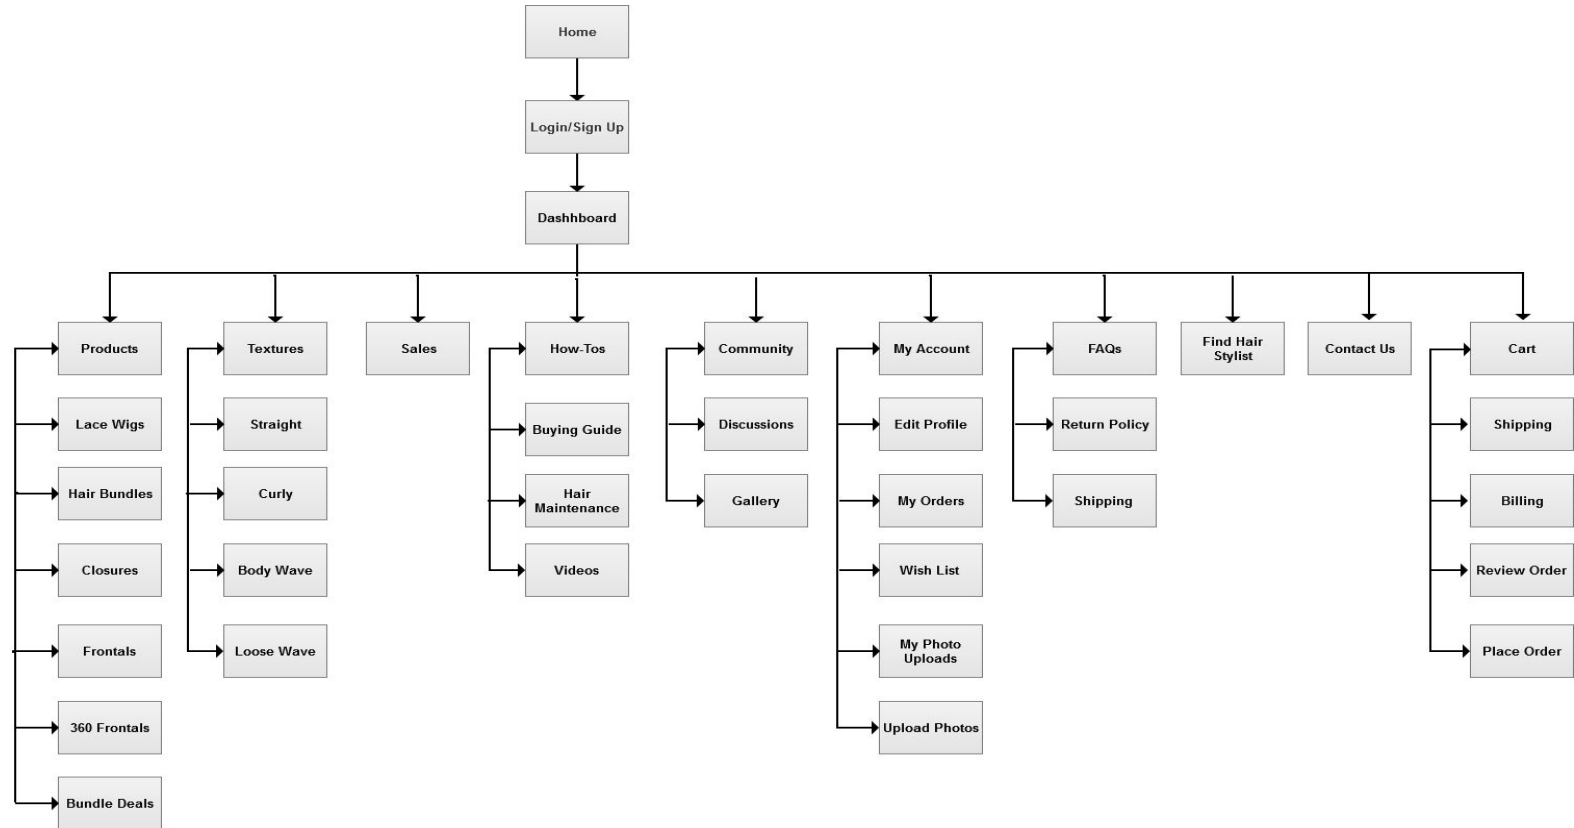 Home
Login/Sign Up
Dashhboard
Products
Textures
Sales
How-Tos
Community
My Account
FAQs
Find Hair
Stylist
Contact Us
Cart
Lace Wigs
Hair Bundles
Closures
Frontals
360 Frontals
Bundle Deals
Straight
Curly
Body Wave
Loose Wave
Buying Guide
Hair
Maintenance
Videos
Discussions
Gallery
Edit Profile
My Orders
Wish List
My Photo
Uploads
Upload Photos
Return Policy
Shipping
Shipping
Billing
Review Order
Place Order